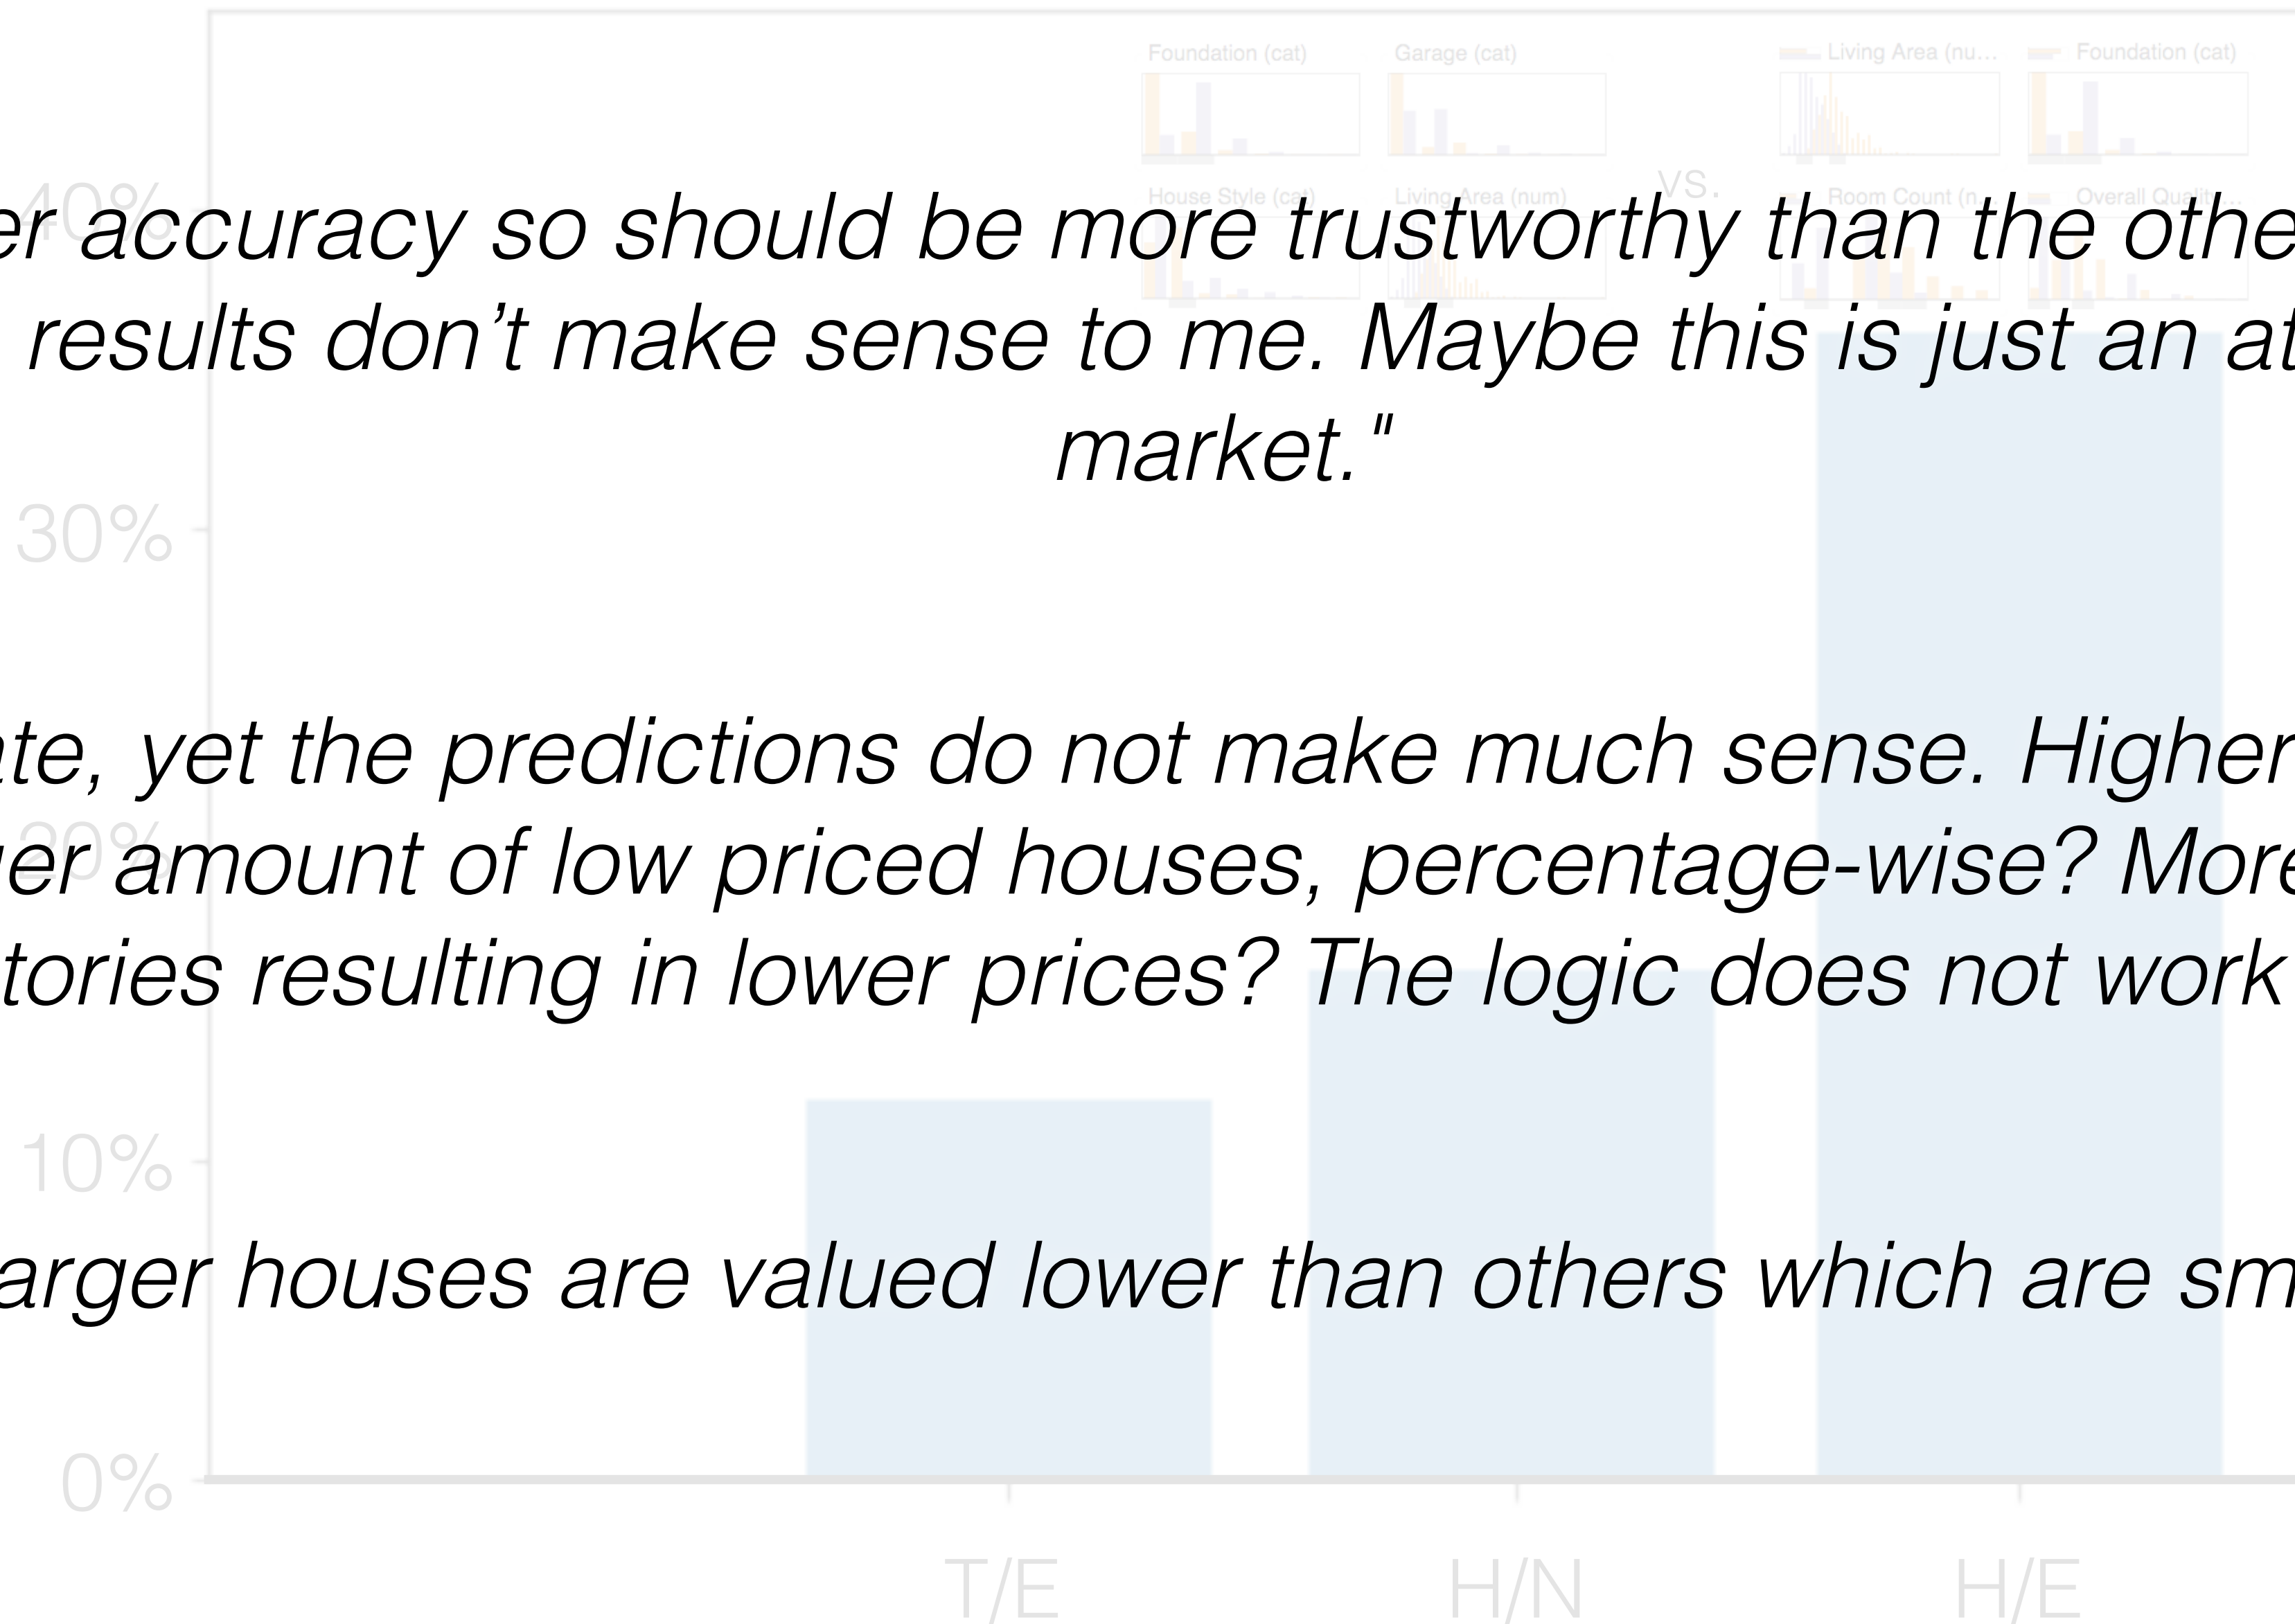 Foundation (cat) Garage (cat) Living Area (nu... Foundation (cat)
vs.
House Style (cat) Living Area (num) Room Count (n... Overall Quality...
40%
er accuracy so should be more trustworthy than the othe
results don’t make sense to me. Maybe this is just an at
market."
30%
ate, yet the predictions do not make much sense. Higher
20%
er amount of low priced houses, percentage-wise? More
tories resulting in lower prices? The logic does not work
10%
arger houses are valued lower than others which are sm
0%
T/E H/N H/E